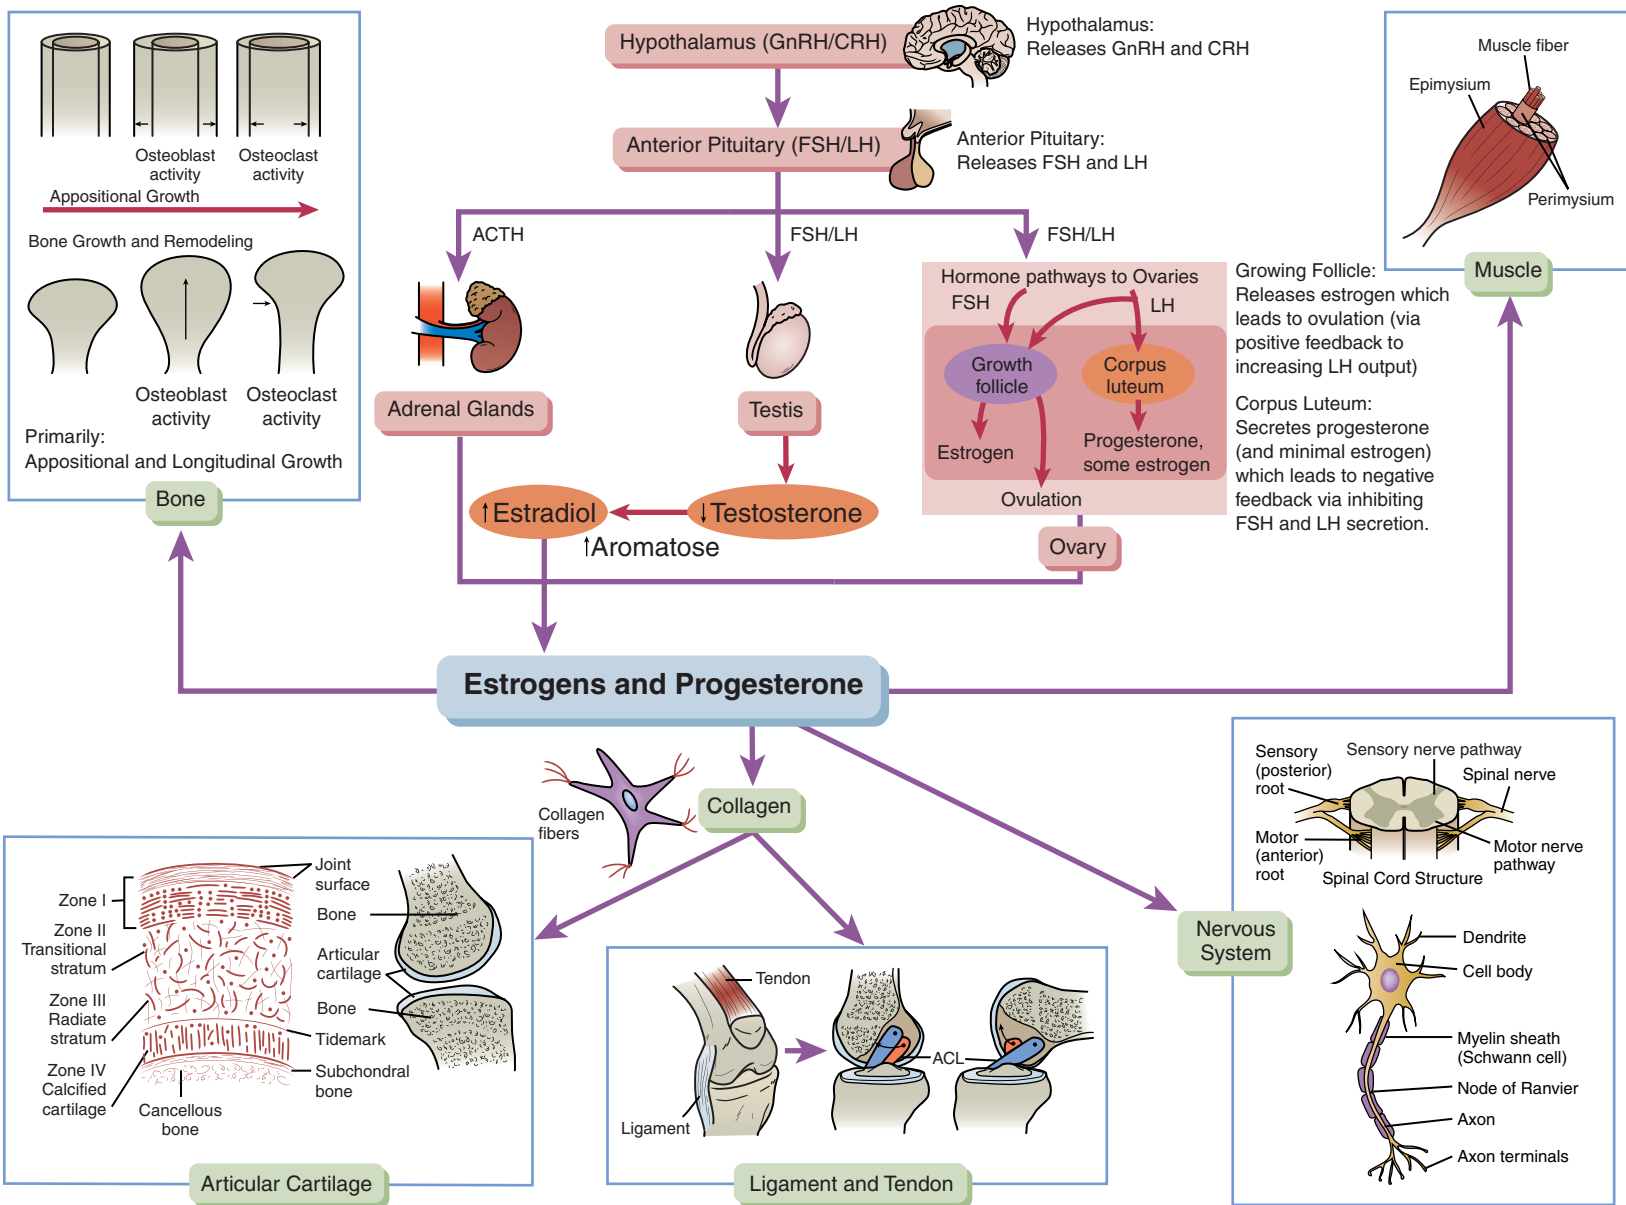 Hypothalamus (GnRH/CRH)
Hypothalamus:
Releases GnRH and CRH
Anterior Pituitary (FSH/LH)
Anterior Pituitary:
Releases FSH and LH
ACTH
FSH/LH
FSH/LH
Adrenal Glands
Testis
↑Estradiol
↓Testosterone
↑Aromatose
Hormone pathways to Ovaries
FSH
LH
Growth
follicle
Corpus
luteum
Estrogen
Progesterone,
some estrogen
Ovulation
Ovary
Growing Follicle:
Releases estrogen which
leads to ovulation (via
positive feedback to
increasing LH output)
Corpus Luteum:
Secretes progesterone
(and minimal estrogen)
which leads to negative
feedback via inhibiting
FSH and LH secretion.
Osteoblast
activity
Osteoclast
activity
Appositional Growth
Bone Growth and Remodeling
Osteoblast
activity
Osteoclast
activity
Primarily:
Appositional and Longitudinal Growth
Bone
Muscle fiber
Epimysium
Perimysium
Muscle
Estrogens and Progesterone
Collagen
fibers
Collagen
Zone I
Zone II
Transitional
stratum
Zone III
Radiate
stratum
Zone IV
Calcified
cartilage
Cancellous
bone
Joint
surface
Bone
Articular
cartilage
Bone
Tidemark
Subchondral
bone
Articular Cartilage
Tendon
Ligament
ACL
Ligament and Tendon
Sensory
(posterior)
root
Sensory nerve pathway
Spinal nerve
Motor
(anterior)
root
Motor nerve
pathway
Spinal Cord Structure
Nervous
System
Dendrite
Cell body
Myelin sheath
(Schwann cell)
Node of Ranvier
Axon
Axon terminals